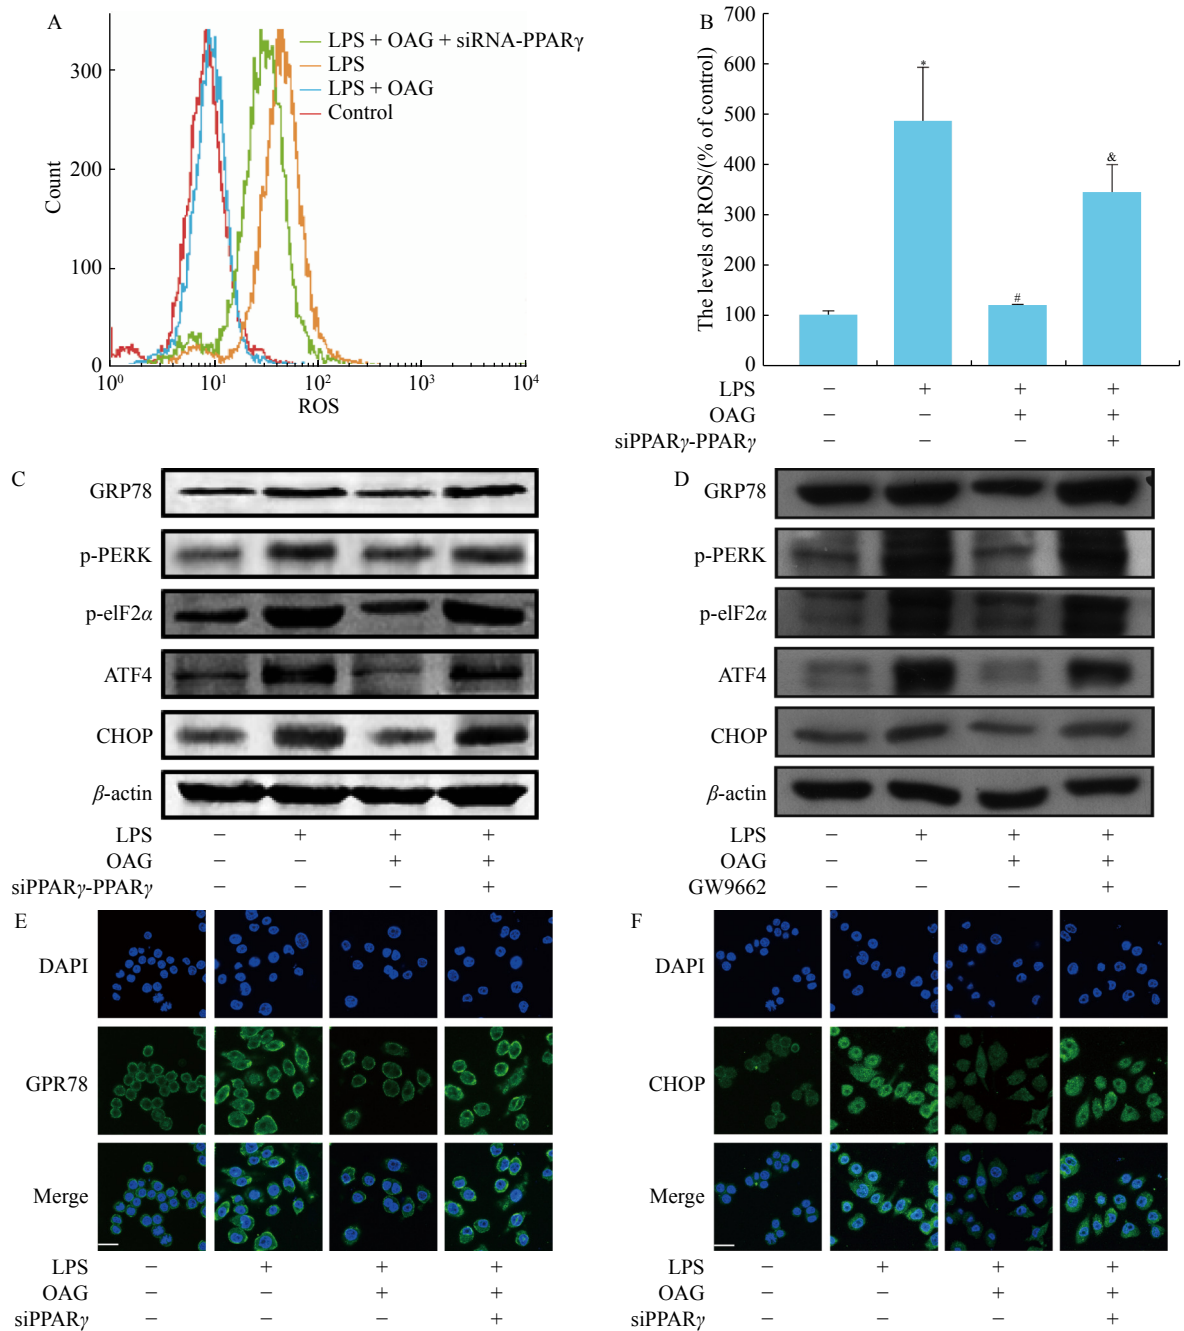 A
LPS + OAG + siRNA-PPARγ
LPS
LPS + OAG
Control
300
200
100
0
Count
10⁰ 10¹ 10² 10³ 10⁴
ROS
B
700
600
500
400
300
200
100
0
The levels of ROS/(% of control)
* # &
LPS − + + +
OAG − − + +
siPPARγ-PPARγ − − − +
C
GRP78
p-PERK
p-elF2α
ATF4
CHOP
β-actin
LPS − + + +
OAG − − + +
siPPARγ-PPARγ − − − +
D
GRP78
p-PERK
p-elF2α
ATF4
CHOP
β-actin
LPS − + + +
OAG − − + +
GW9662 − − − +
E
DAPI
GPR78
Merge
LPS − + + +
OAG − − + +
siPPARγ − − − +
F
DAPI
CHOP
Merge
LPS − + + +
OAG − − + +
siPPARγ − − − +